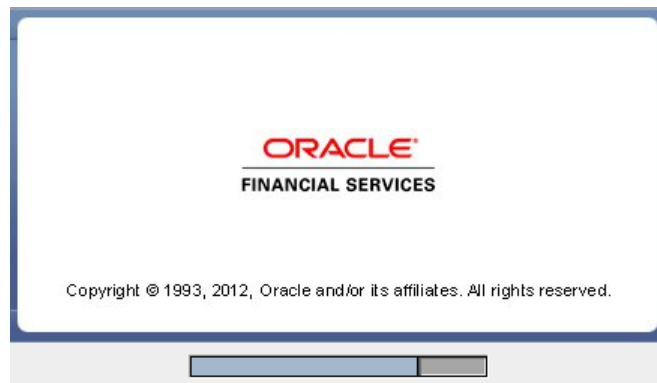 ORACLE®
FINANCIAL SERVICES
Copyright © 1993, 2012, Oracle and/or its affiliates. All rights reserved.